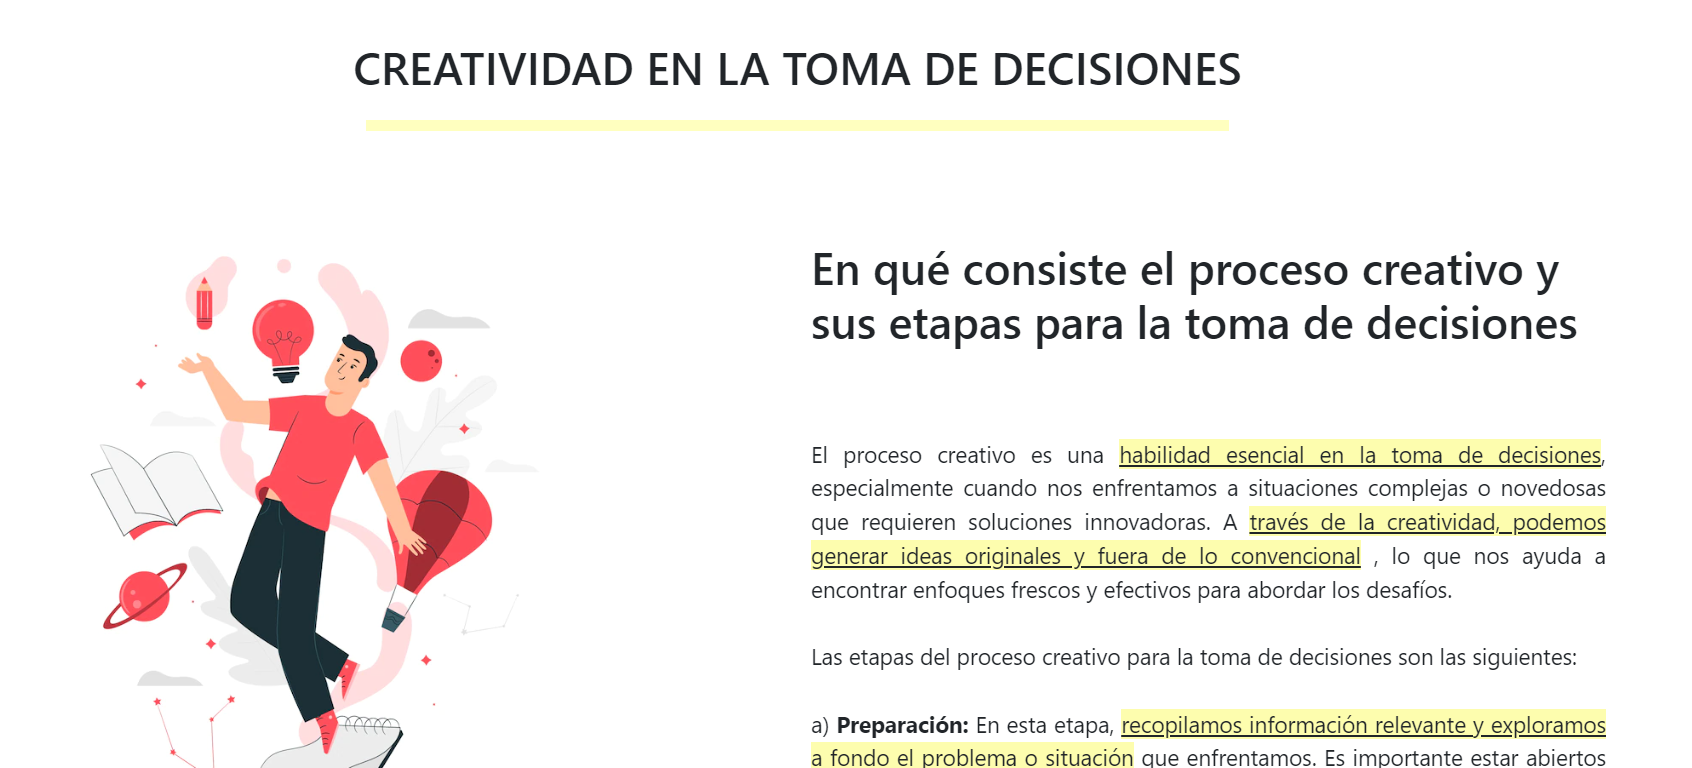 CREATIVIDAD EN LA TOMA DE DECISIONES
En qué consiste el proceso creativo y
sus etapas para la toma de decisiones
El proceso creativo es una habilidad esencial en la toma de decisiones,
especialmente cuando nos enfrentamos a situaciones complejas o novedosas
que requieren soluciones innovadoras. A través de la creatividad, podemos
generar ideas originales y fuera de lo convencional , lo que nos ayuda a
encontrar enfoques frescos y efectivos para abordar los desafíos.
Las etapas del proceso creativo para la toma de decisiones son las siguientes:
a) Preparación: En esta etapa, recopilamos información relevante y exploramos
a fondo el problema o situación que enfrentamos. Es importante estar abiertos